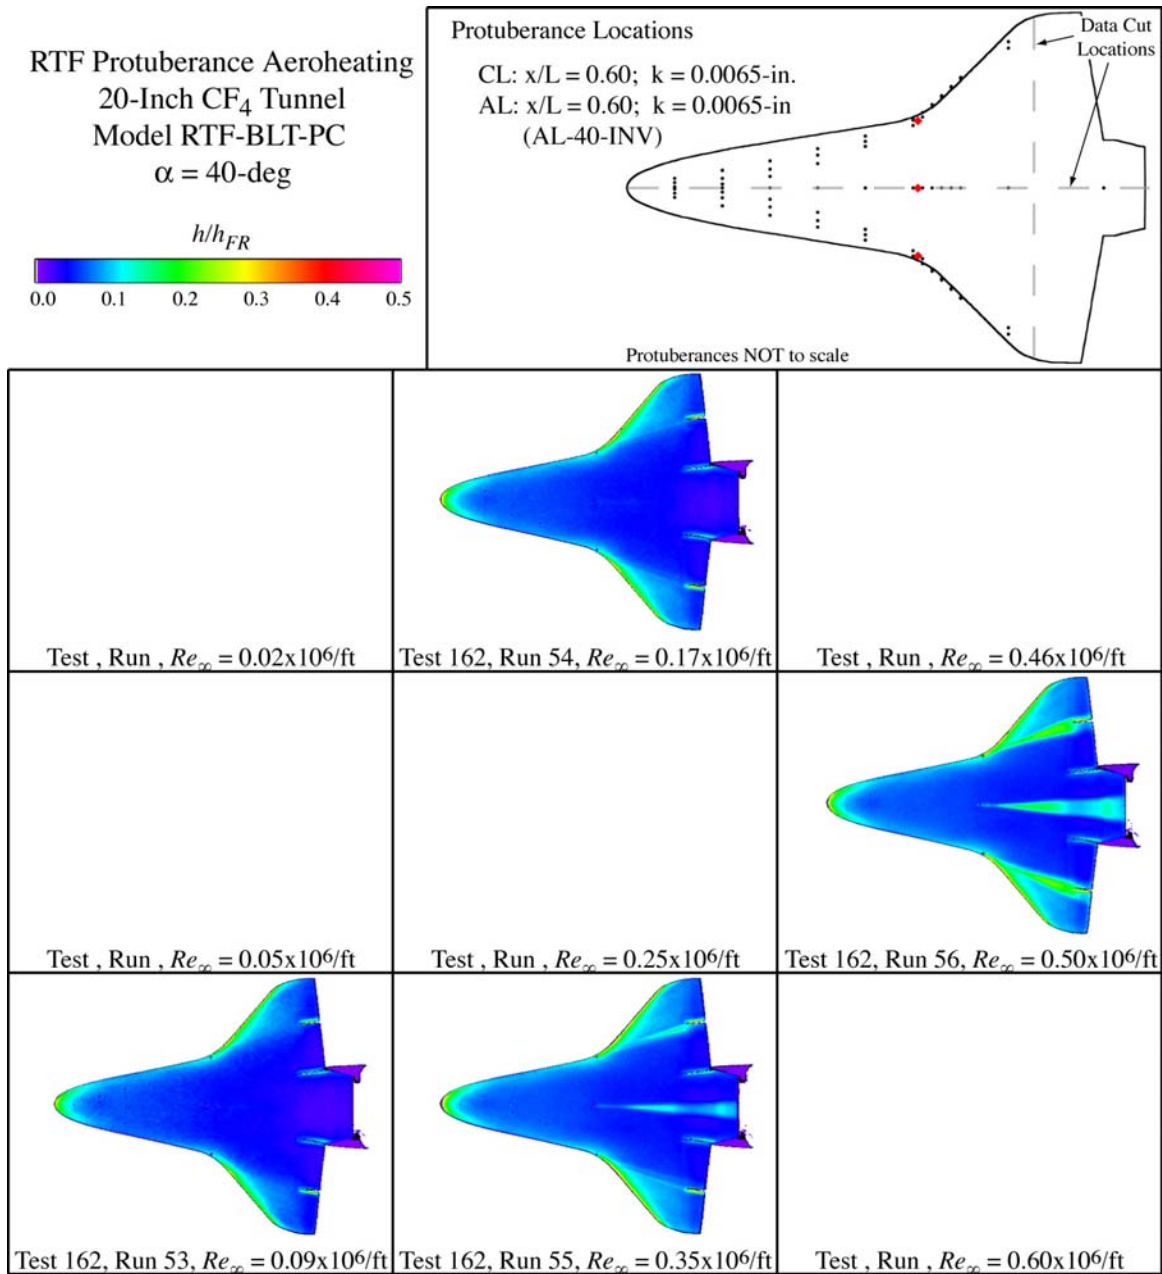 RTF Protuberance Aeroheating
20-Inch CF₄ Tunnel
Model RTF-BLT-PC
α = 40-deg
h/h_FR
0.0 0.1 0.2 0.3 0.4 0.5
Protuberance Locations
CL: x/L = 0.60; k = 0.0065-in.
AL: x/L = 0.60; k = 0.0065-in
(AL-40-INV)
Data Cut
Locations
Protuberances NOT to scale
Test , Run , Re∞ = 0.02x10⁶/ft
Test 162, Run 54, Re∞ = 0.17x10⁶/ft
Test , Run , Re∞ = 0.46x10⁶/ft
Test , Run , Re∞ = 0.05x10⁶/ft
Test , Run , Re∞ = 0.25x10⁶/ft
Test 162, Run 56, Re∞ = 0.50x10⁶/ft
Test 162, Run 53, Re∞ = 0.09x10⁶/ft
Test 162, Run 55, Re∞ = 0.35x10⁶/ft
Test , Run , Re∞ = 0.60x10⁶/ft